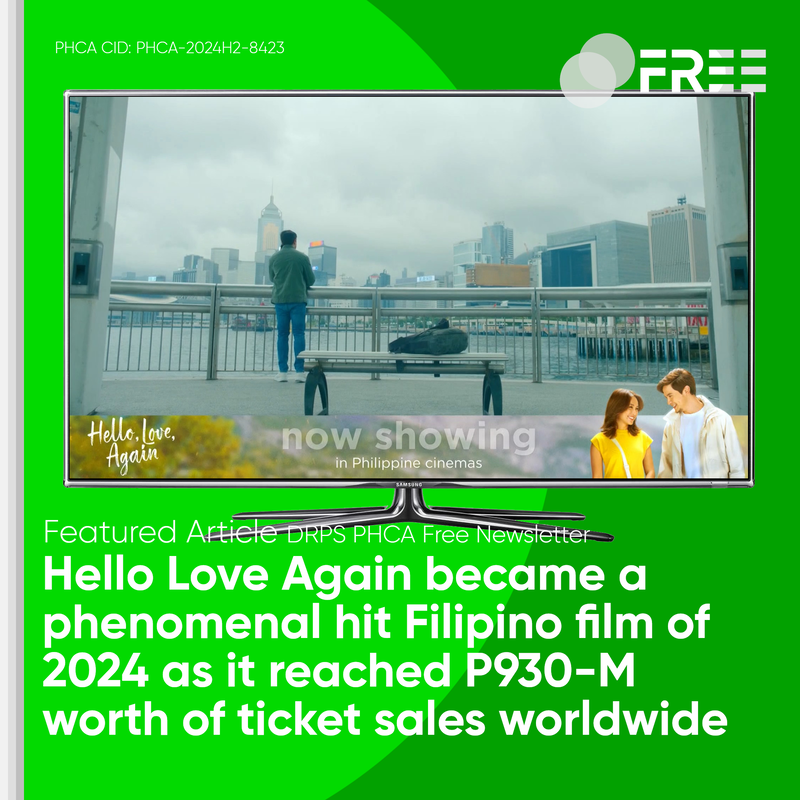 PHCA CID: PHCA-2024H2-8423
FREE
Hello, Love,
Again
now showing
in Philippine cinemas
SAMSUNG
Featured Article DRPS PHCA Free Newsletter
Hello Love Again became a
phenomenal hit Filipino film of
2024 as it reached P930-M
worth of ticket sales worldwide